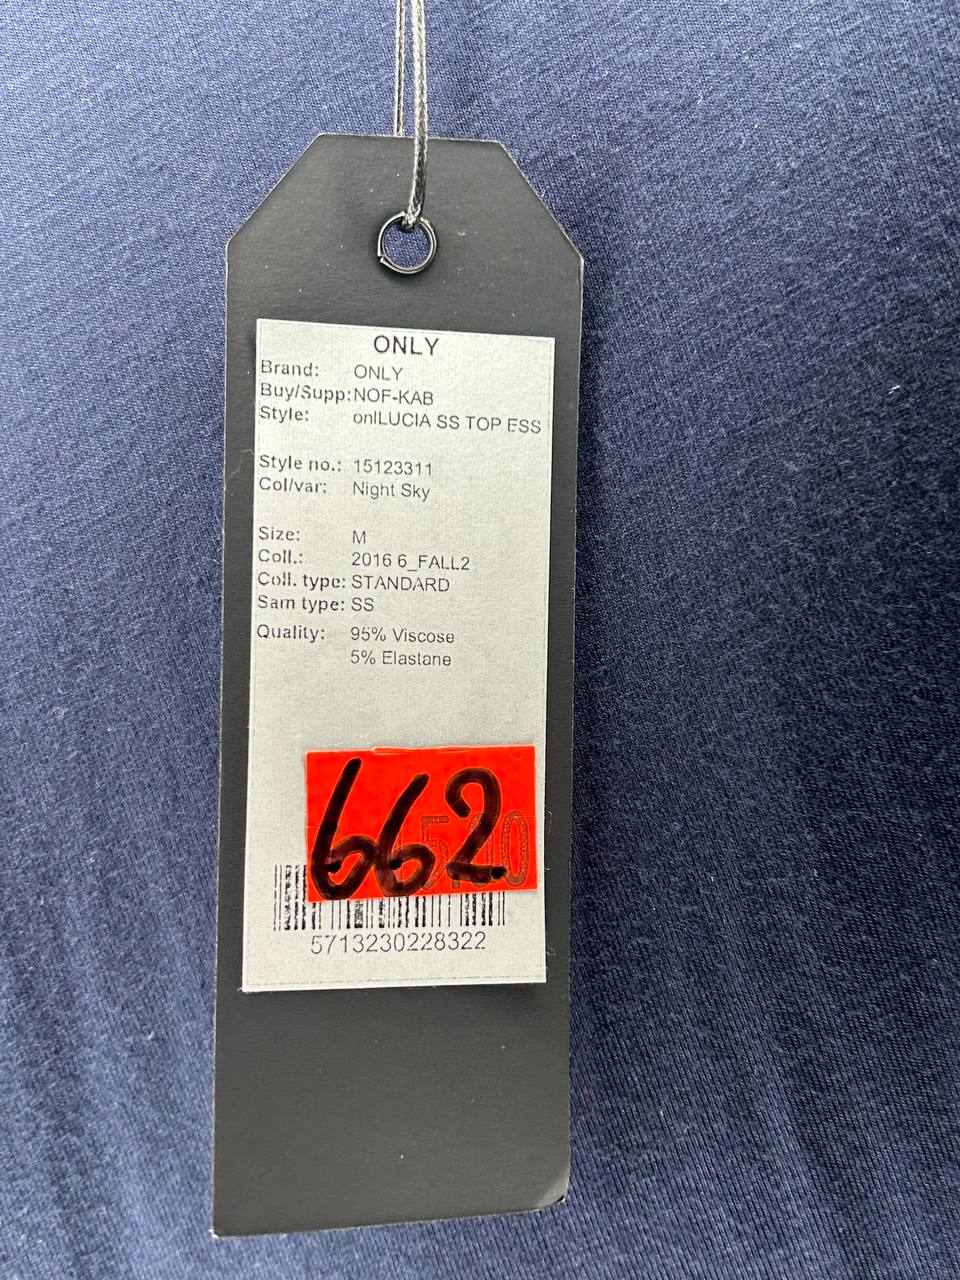 ONLY
Brand: ONLY
Buy/Supp: NOF-KAB
Style: onlLUCIA SS TOP ESS
Style no.: 15123311
Col/var: Night Sky
Size: M
Coll.: 2016 6_FALL2
Coll. type: STANDARD
Sam type: SS
Quality: 95% Viscose
5% Elastane
662.
5713230228322